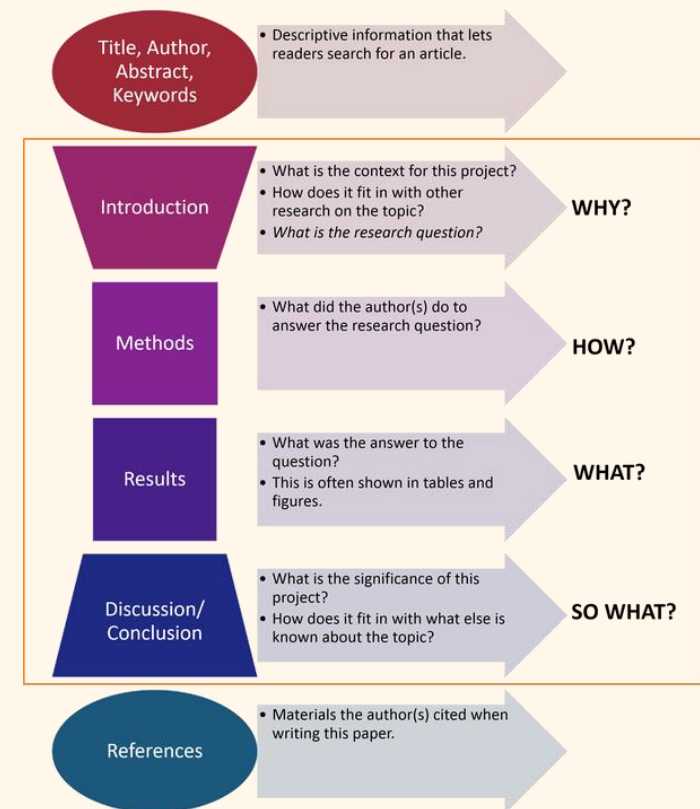 Title, Author,
Abstract,
Keywords
• Descriptive information that lets
readers search for an article.
Introduction
• What is the context for this project?
• How does it fit in with other
research on the topic?
• What is the research question?
WHY?
Methods
• What did the author(s) do to
answer the research question?
HOW?
Results
• What was the answer to the
question?
• This is often shown in tables and
figures.
WHAT?
Discussion/
Conclusion
• What is the significance of this
project?
• How does it fit in with what else is
known about the topic?
SO WHAT?
References
• Materials the author(s) cited when
writing this paper.